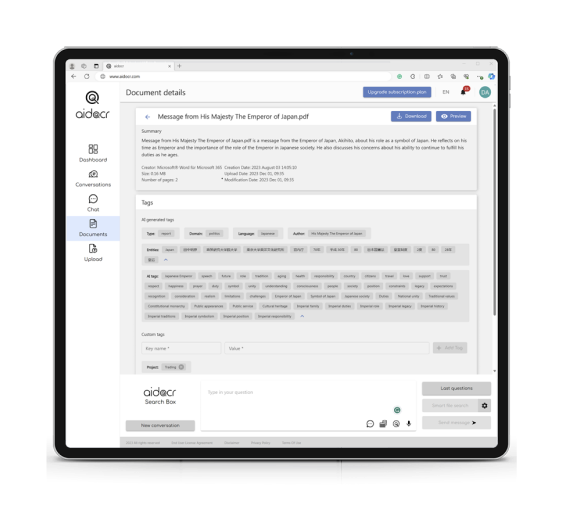 aidocr
www.aidocr.com
aidocr
Document details
Upgrade subscription plan
EN
DA
Dashboard
Conversations
Chat
Documents
Upload
Message from His Majesty The Emperor of Japan.pdf
Download
Preview
Summary
Message from His Majesty The Emperor of Japan.pdf is a message from the Emperor of Japan, Akihito, about his role as a symbol of Japan. He reflects on his
time as Emperor and the importance of the role of the Emperor in Japanese society. He also discusses his concerns about his ability to continue to fulfill his
duties as he ages.
Creator: Microsoft® Word for Microsoft 365 Creation Date: 2023 August 03 14:05:20
Size: 0.16 MB Upload Date: 2023 Dec 01, 09:35
Number of pages: 2 * Modification Date: 2023 Dec 01, 09:35
Tags
AI generated tags
Type report
Domain politics
Language Japanese
Author His Majesty The Emperor of Japan
Entities Japan
AI tags Japanese Emperor speech future role tradition aging health responsibility country mission travel trust support trust
respect happiness prayer duty symbol unity understanding consciousness people society position constraints legacy expectations
recognition consideration nature limitations challenges Emperor of Japan Symbol of Japan Japanese society Duties National unity Traditional values
Constitutional monarchy Public appearances Public service Cultural heritage Imperial family Imperial duties Imperial role Imperial legacy Imperial history
Imperial traditions Imperial symbolism Imperial position Imperial responsibility
Custom tags
Key name *
Value *
+ Add Tag
Project Trading
aidocr
Search Box
Type in your question
New conversation
Last questions
Smart file search
Send message